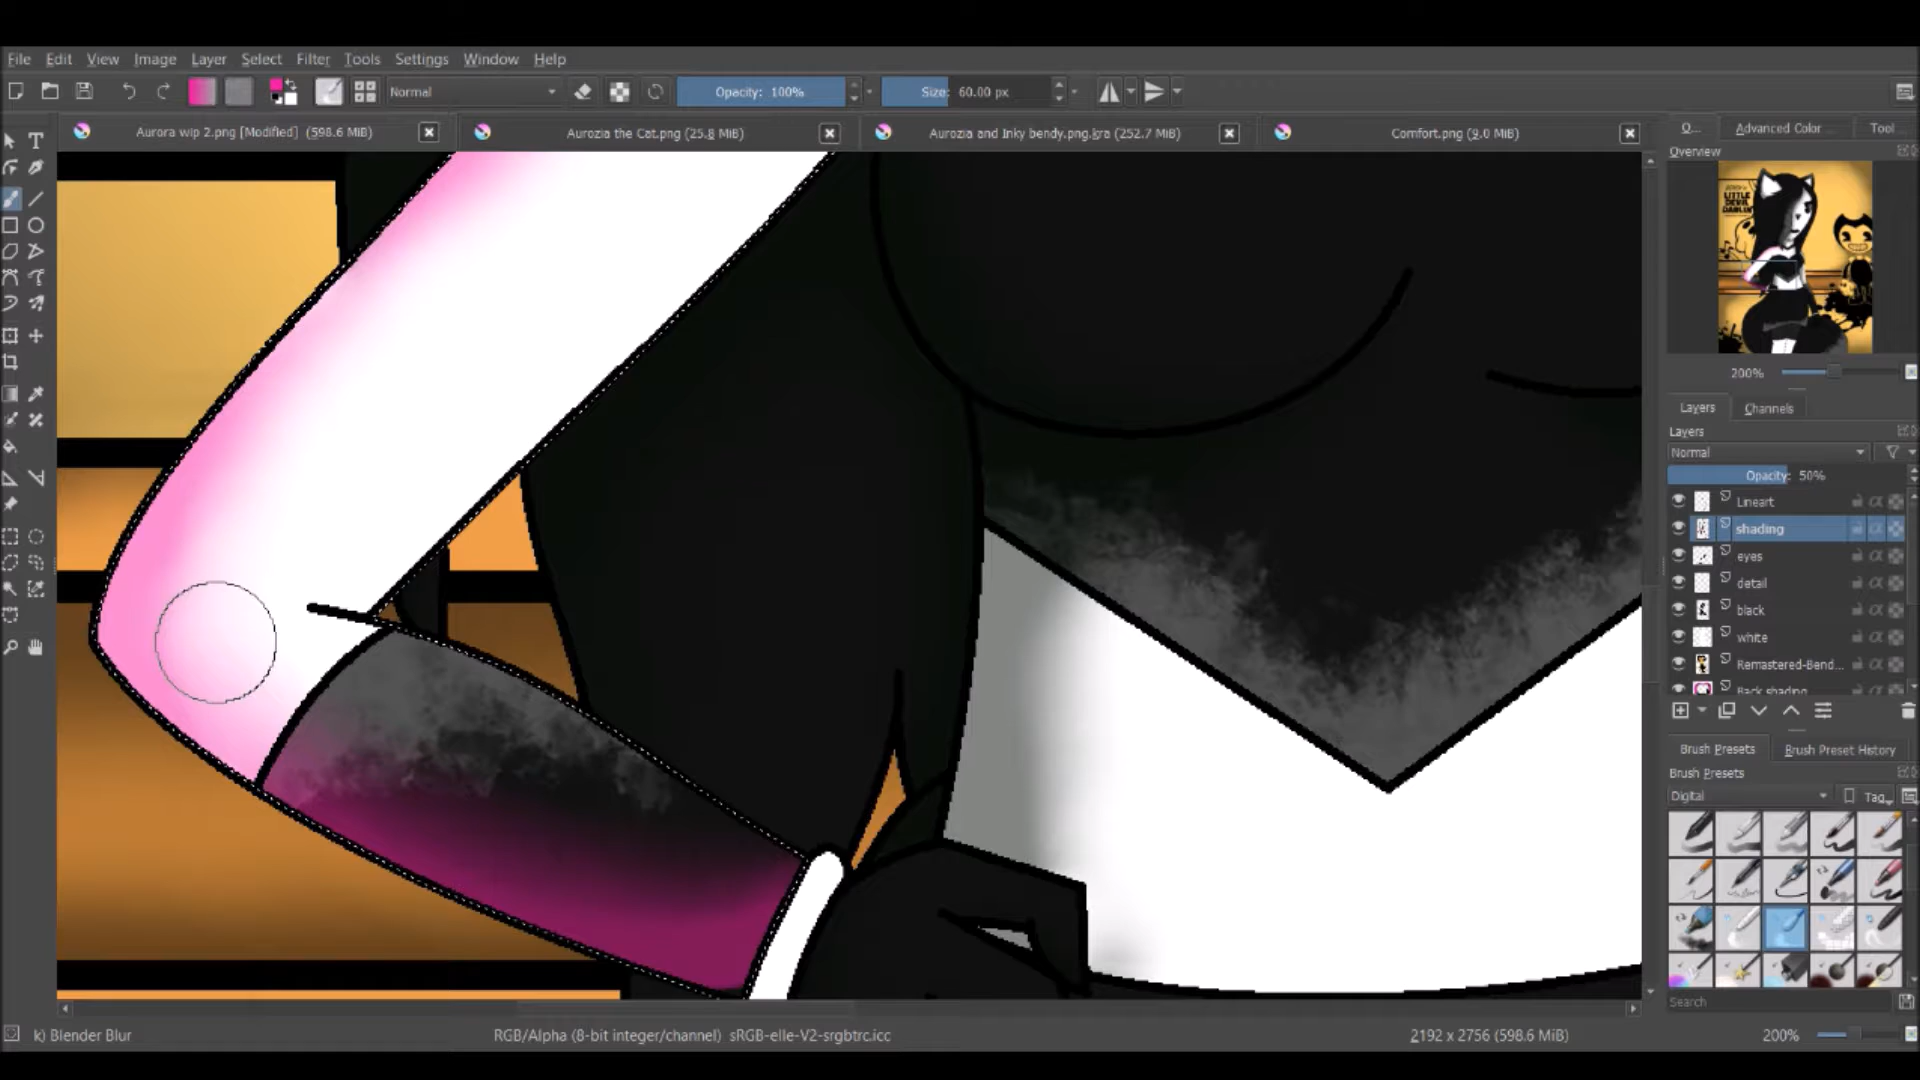 File Edit View Image Layer Select Filter Tools Settings Window Help
Normal Opacity: 100% Size: 60.00 px
Aurora wip 2.png [Modified] (598.6 MiB) Aurozia the Cat.png (25.8 MiB) Aurozia and Inky bendy.png.kra (252.7 MiB) Comfort.png (9.0 MiB)
O... Advanced Color Tool
Overview
LITTLE
DEVIL
DARLIN'
200%
Layers Channels
Layers
Normal
Opacity: 50%
Lineart
shading
eyes
detail
black
white
Remastered-Bend...
Back shading
Brush Presets Brush Preset History
Brush Presets
Digital Tag
Search
k) Blender Blur RGB/Alpha (8-bit integer/channel) sRGB-elle-V2-srgbtrc.icc 2192 x 2756 (598.6 MiB) 200%